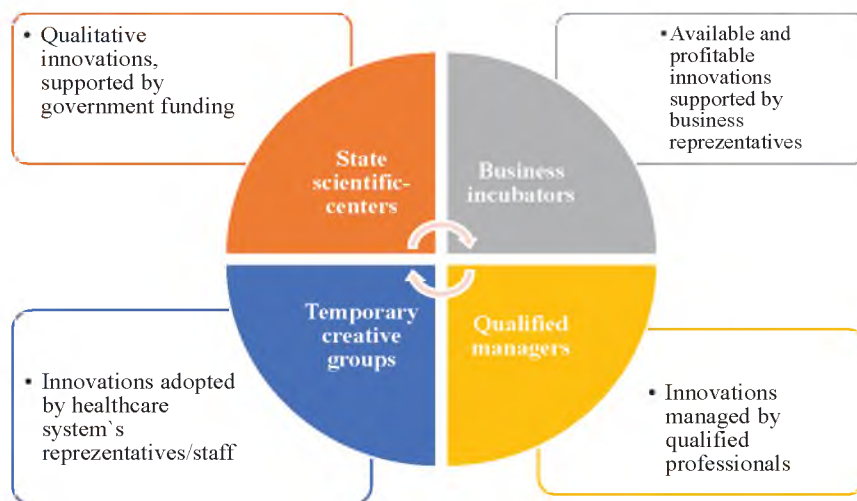 • Qualitative
innovations,
supported by
government funding
•Available and
profitable
innovations
supported by
business
reprezentatives
State
scientific-
centers
Business
incubators
Temporary
creative
groups
Qualified
managers
• Innovations adopted
by healthcare
system`s
reprezentatives/staff
• Innovations
managed by
qualified
professionals